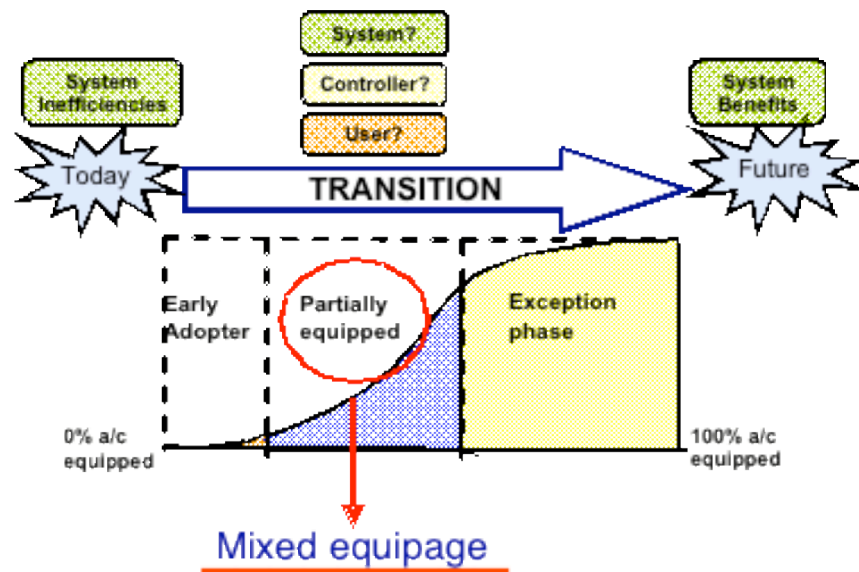 System?
System
Inefficiencies
Controller?
System
Benefits
User?
Today
TRANSITION
Future
Early
Adopter
Partially
equipped
Exception
phase
0% a/c
equipped
100% a/c
equipped
Mixed equipage